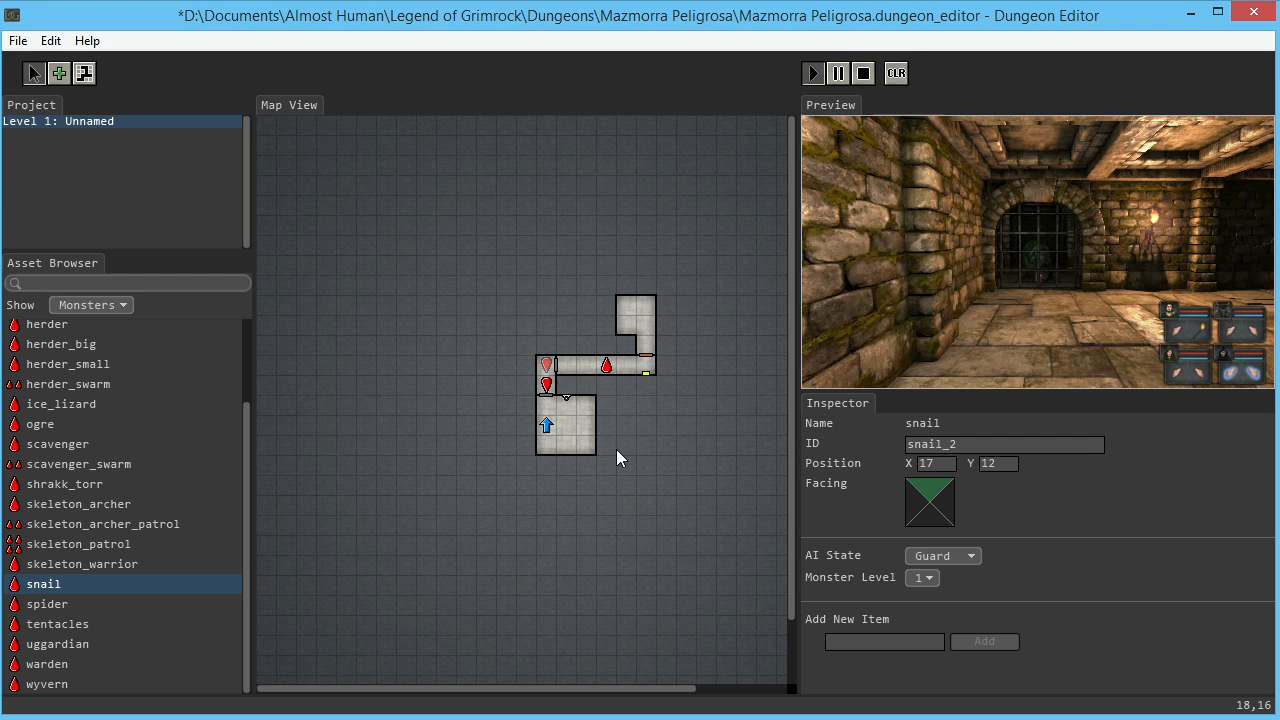 *D:\Documents\Almost Human\Legend of Grimrock\Dungeons\Mazmorra Peligrosa\Mazmorra Peligrosa.dungeon_editor - Dungeon Editor
File Edit Help
CLR
Project
Map View
Preview
Level 1: Unnamed
Asset Browser
Show Monsters
herder
herder_big
herder_small
herder_swarm
ice_lizard
ogre
scavenger
scavenger_swarm
shrakk_torr
skeleton_archer
skeleton_archer_patrol
skeleton_patrol
skeleton_warrior
snail
spider
tentacles
uggardian
warden
wyvern
Inspector
Name snail
ID snail_2
Position X 17 Y 12
Facing
AI State Guard
Monster Level 1
Add New Item
Add
18,16